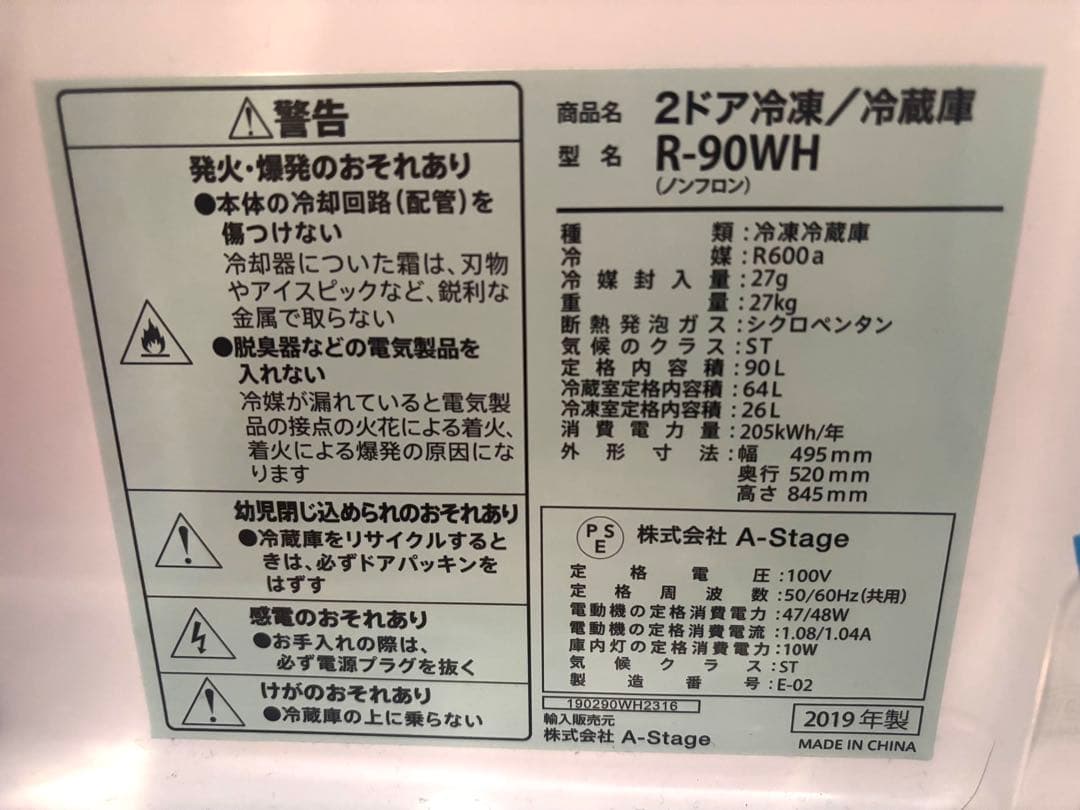 ⚠警告
発火・爆発のおそれあり
●本体の冷却回路(配管)を
傷つけない
冷却器についた霜は、刃物
やアイスピックなど、鋭利な
金属で取らない
●脱臭器などの電気製品を
入れない
冷媒が漏れていると電気製
品の接点の火花による着火、
着火による爆発の原因にな
ります
幼児閉じ込められのおそれあり
●冷蔵庫をリサイクルすると
きは、必ずドアパッキンを
はずす
感電のおそれあり
●お手入れの際は、
必ず電源プラグを抜く
けがのおそれあり
●冷蔵庫の上に乗らない
商品名 2ドア冷凍/冷蔵庫
型名 R-90WH
(ノンフロン)
種類:冷凍冷蔵庫
冷媒:R600a
冷媒封入量:27g
重量:27kg
断熱発泡ガス:シクロペンタン
気候のクラス:ST
定格内容積:90L
冷蔵室定格内容積:64L
冷凍室定格内容積:26L
消費電力量:205kWh/年
外形寸法:幅 495mm
奥行 520mm
高さ 845mm
PSE 株式会社 A-Stage
定格電圧:100V
定格周波数:50/60Hz(共用)
電動機の定格消費電力:47/48W
電動機の定格消費電流:1.08/1.04A
庫内灯の定格消費電力:10W
気候クラス:ST
製造番号:E-02
190290WH2316
輸入販売元
株式会社 A-Stage
2019年製
MADE IN CHINA